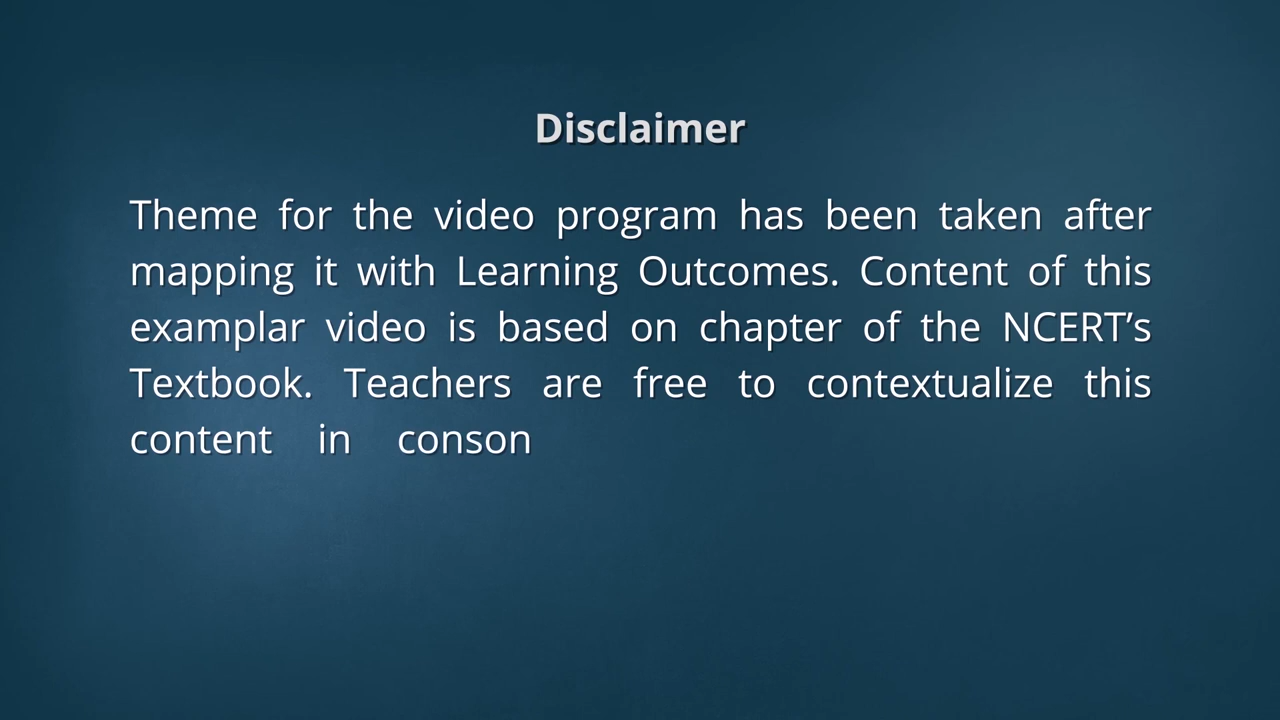 Disclaimer
Theme for the video program has been taken after
mapping it with Learning Outcomes. Content of this
examplar video is based on chapter of the NCERT’s
Textbook. Teachers are free to contextualize this
content in conson